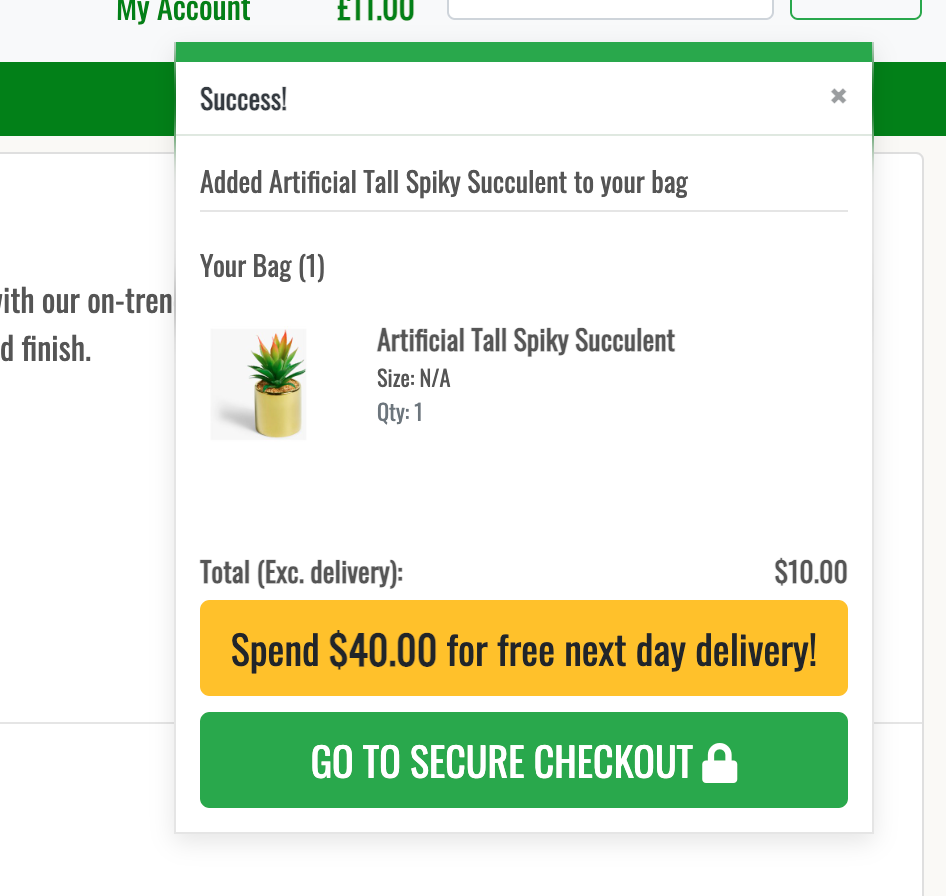 My Account £11.00
Success! ×
Added Artificial Tall Spiky Succulent to your bag
Your Bag (1)
with our on-tren
d finish.
Artificial Tall Spiky Succulent
Size: N/A
Qty: 1
Total (Exc. delivery): $10.00
Spend $40.00 for free next day delivery!
GO TO SECURE CHECKOUT